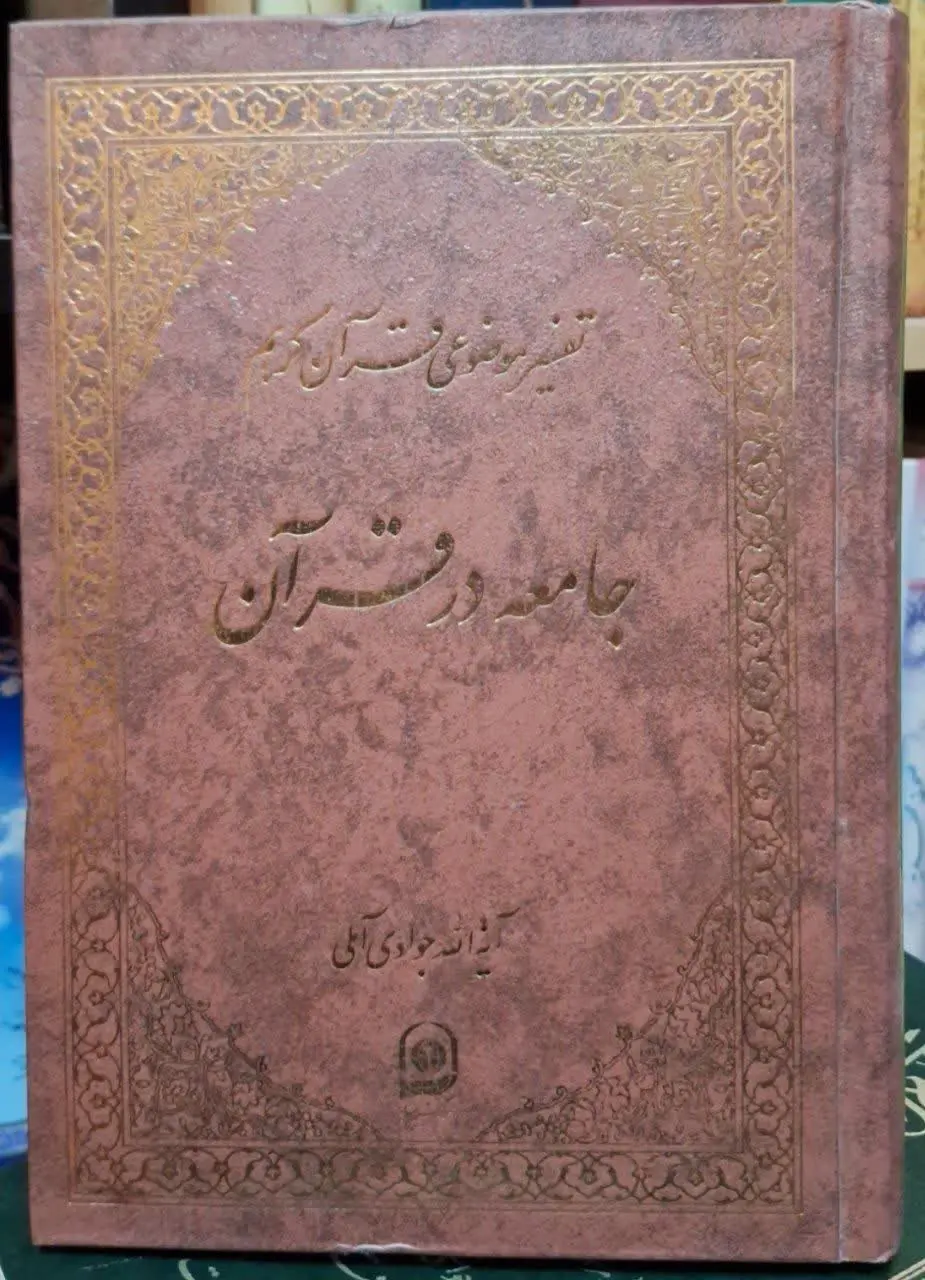 تفسیر موضوعی قرآن کریم
جامعه در قرآن
آیة الله جوادی آملی